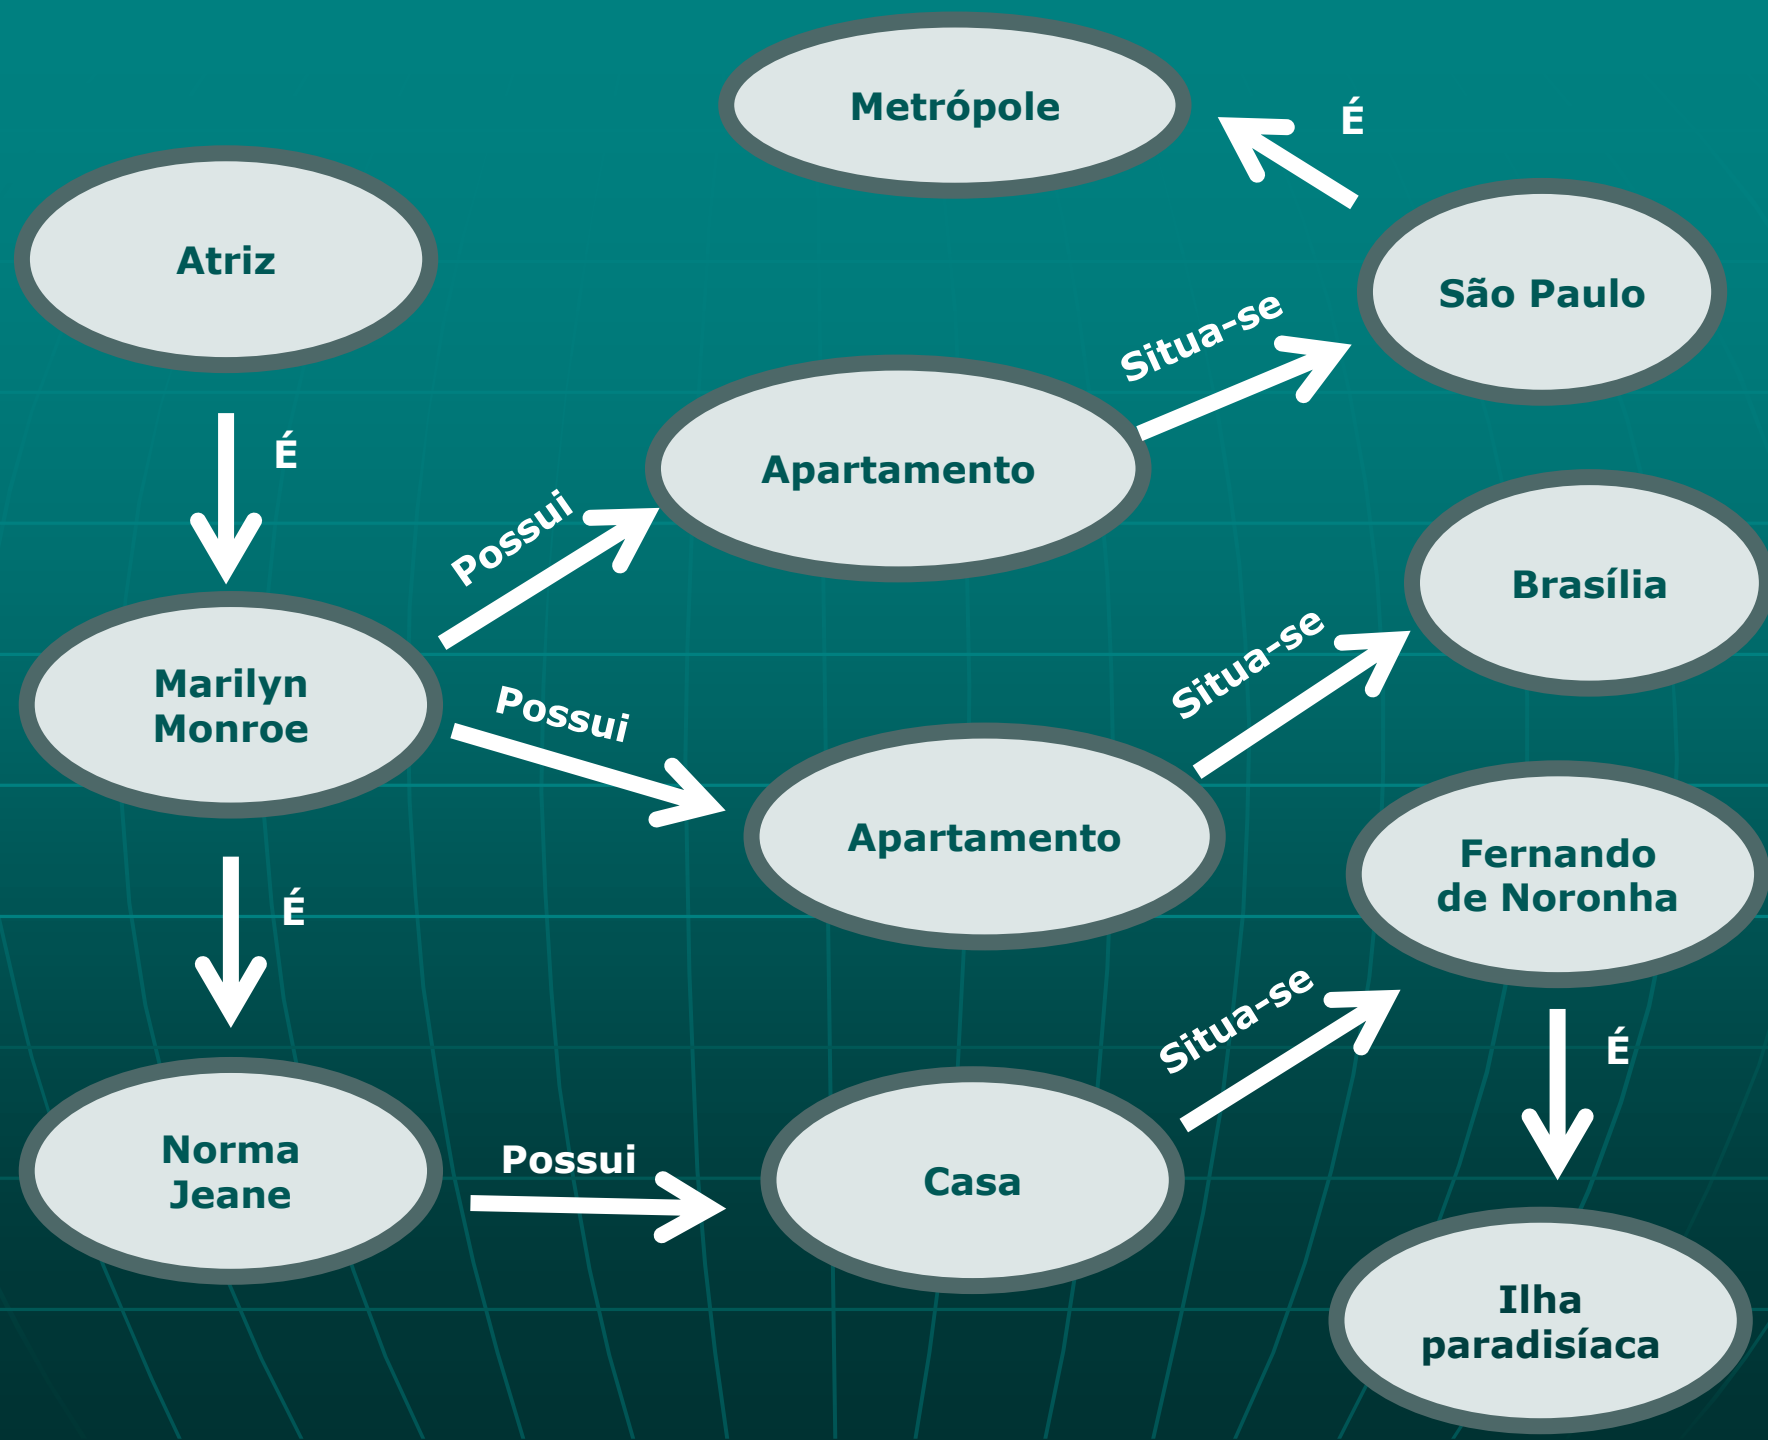 Metrópole
É
Atriz
São Paulo
Situa-se
É
Apartamento
Possui
Brasília
Situa-se
Marilyn
Monroe
Possui
Apartamento
Fernando
de Noronha
É
Situa-se
É
Norma
Jeane
Possui
Casa
Ilha
paradisíaca